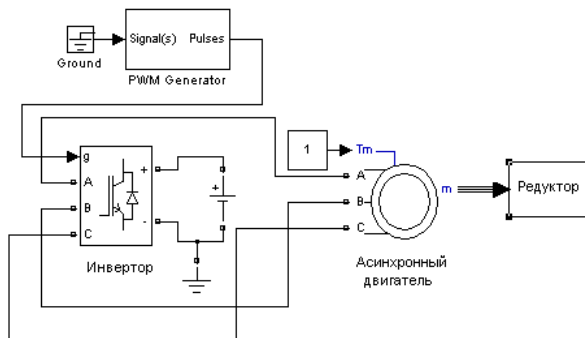 Signal(s) Pulses
Ground
PWM Generator
g
A
B
C
+
-
+
Инвертор
1
Tm
A
B
C
m
Асинхронный
двигатель
Редуктор